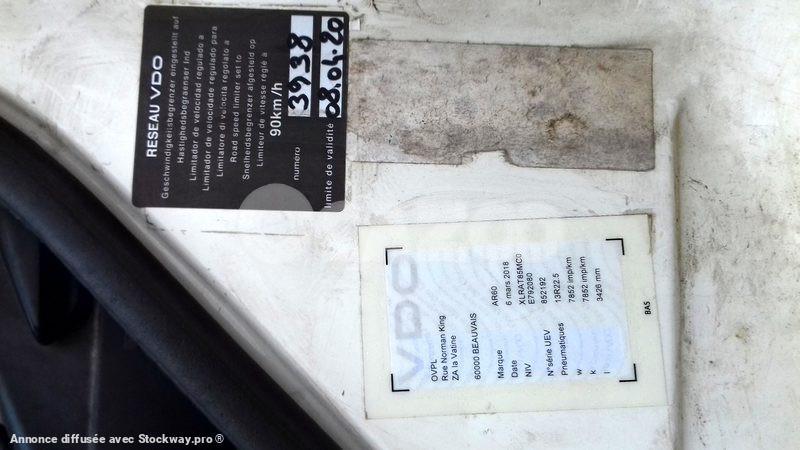 RESEAU VDO
Geschwindigkeitsbegrenzer eingestellt auf
Hastighedsbegraenser Ind
Limitador de velocidad regulado a
Limitador de velocidade regulado para
Limitatore di velocità regolato a
Road speed limiter set to
Snelheidsbegrenzer afgesteld op
Limiteur de vitesse réglé à
90km/h
numéro 3938
limite de validité 08.04.20
VDO
OVPL
Rue Norman King
ZA la Vatine
60000 BEAUVAIS
Marque AR60
Date 6 mars 2018
NIV XLRAT85MC0
E792080
N°série UEV 852192
Pneumatiques 13R22.5
w 7852 imp/km
k 7852 imp/km
l 3426 mm
BA5
Annonce diffusée avec Stockway.pro ®